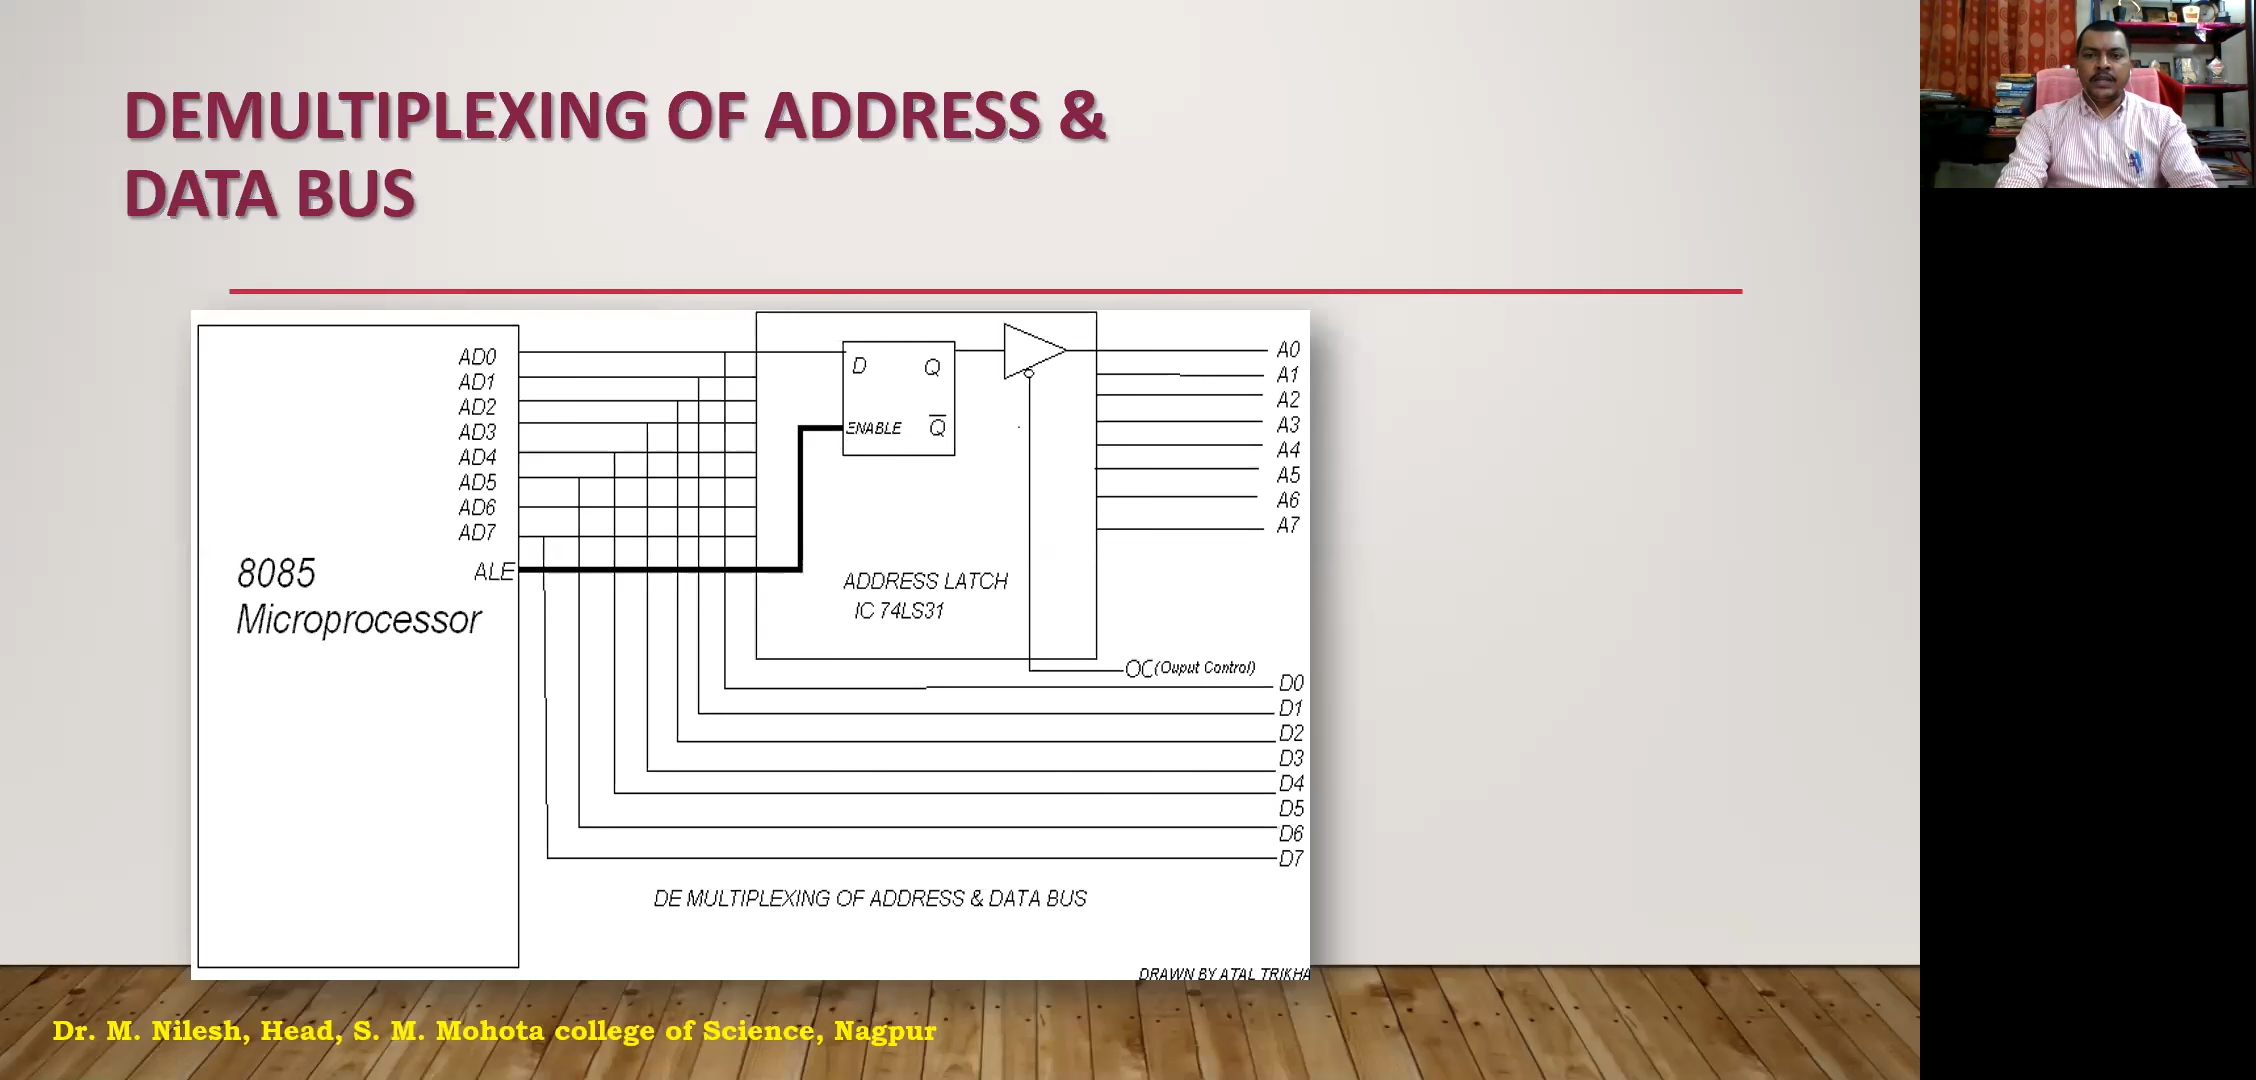 DEMULTIPLEXING OF ADDRESS &
DATA BUS
AD0
AD1
AD2
AD3
AD4
AD5
AD6
AD7
ALE
8085
Microprocessor
D Q
ENABLE Q̅
ADDRESS LATCH
IC 74LS31
A0
A1
A2
A3
A4
A5
A6
A7
OC (Ouput Control)
D0
D1
D2
D3
D4
D5
D6
D7
DE MULTIPLEXING OF ADDRESS & DATA BUS
DRAWN BY ATAL TRIKHA
Dr. M. Nilesh, Head, S. M. Mohota college of Science, Nagpur